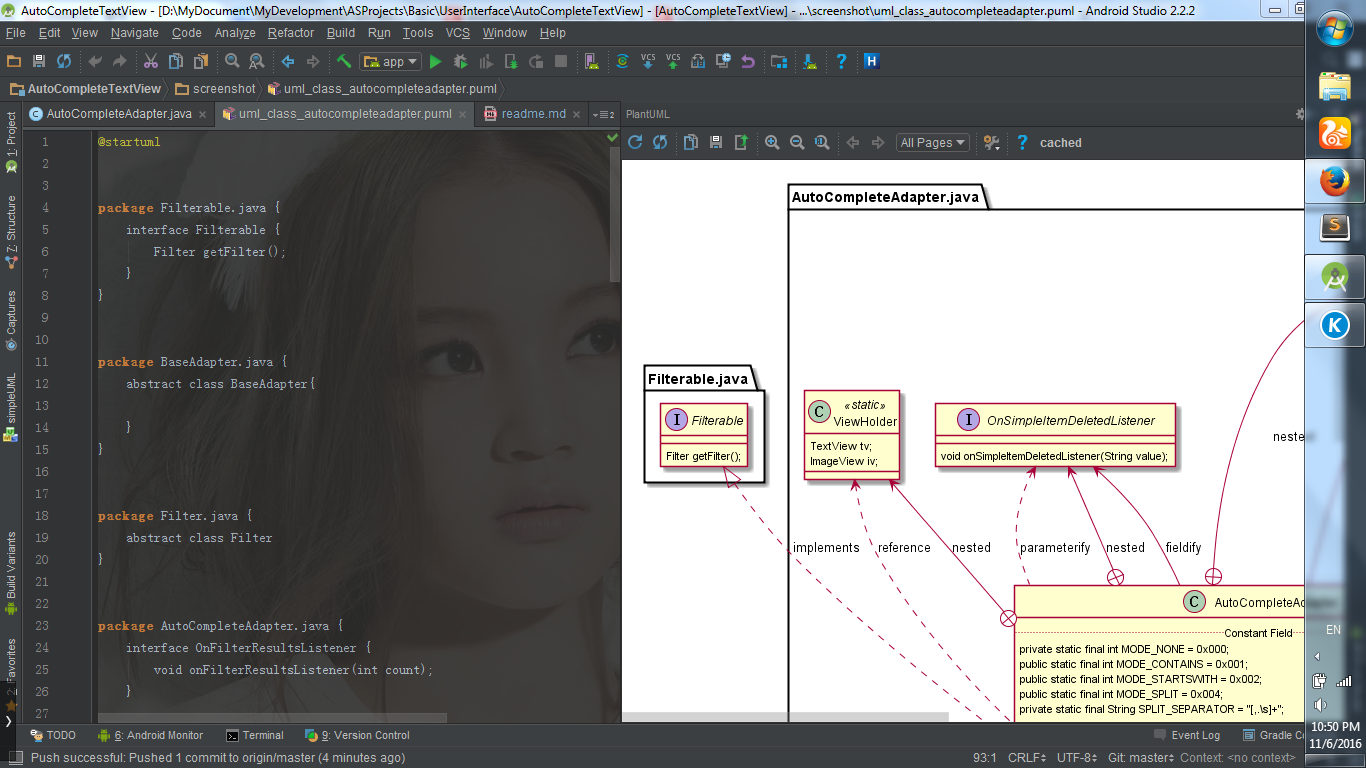 AutoCompleteTextView - [D:\MyDocument\MyDevelopment\ASProjects\Basic\UserInterface\AutoCompleteTextView] - [AutoCompleteTextView] - ...\screenshot\uml_class_autocompleteadapter.puml - Android Studio 2.2.2
File Edit View Navigate Code Analyze Refactor Build Run Tools VCS Window Help
app VCS VCS ? H
AutoCompleteTextView screenshot uml_class_autocompleteadapter.puml
AutoCompleteAdapter.java uml_class_autocompleteadapter.puml readme.md 2 PlantUML
All Pages ? cached
1: Project
7: Structure
Captures
simpleUML
Build Variants
2: Favorites
1 @startuml
2
3
4 package Filterable.java {
5 interface Filterable {
6 Filter getFilter();
7 }
8 }
9
10
11 package BaseAdapter.java {
12 abstract class BaseAdapter{
13
14 }
15 }
16
17
18 package Filter.java {
19 abstract class Filter
20 }
21
22
23 package AutoCompleteAdapter.java {
24 interface OnFilterResultsListener {
25 void onFilterResultsListener(int count);
26 }
27
AutoCompleteAdapter.java
Filterable.java
I Filterable
Filter getFilter();
C «static»
ViewHolder
TextView tv;
ImageView iv;
I OnSimpleItemDeletedListener
void onSimpleItemDeletedListener(String value);
nested
implements reference nested parameterify nested fieldify
C AutoCompleteAdapter
Constant Field
private static final int MODE_NONE = 0x000;
public static final int MODE_CONTAINS = 0x001;
public static final int MODE_STARTSWITH = 0x002;
public static final int MODE_SPLIT = 0x004;
private static final String SPLIT_SEPARATOR = "[,.\s]+";
S
K
EN
10:50 PM
11/6/2016
TODO 6: Android Monitor Terminal 9: Version Control Event Log Gradle Co
Push successful: Pushed 1 commit to origin/master (4 minutes ago) 93:1 CRLF UTF-8 Git: master Context: <no context>